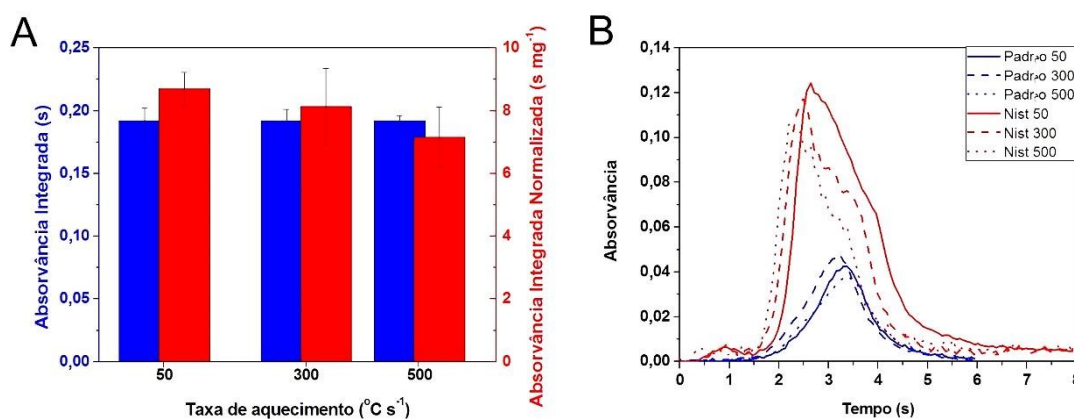 A
Absorvância Integrada (s)
0,25
0,20
0,15
0,10
0,05
0,00
50
300
500
Taxa de aquecimento (°C s-1)
10
8
6
4
2
0
Absorvância Integrada Normalizada (s mg-1)
B
Absorvância
0,14
0,12
0,10
0,08
0,06
0,04
0,02
0,00
0
1
2
3
4
5
6
7
8
Tempo (s)
Padrão 50
Padrão 300
Padrão 500
Nist 50
Nist 300
Nist 500